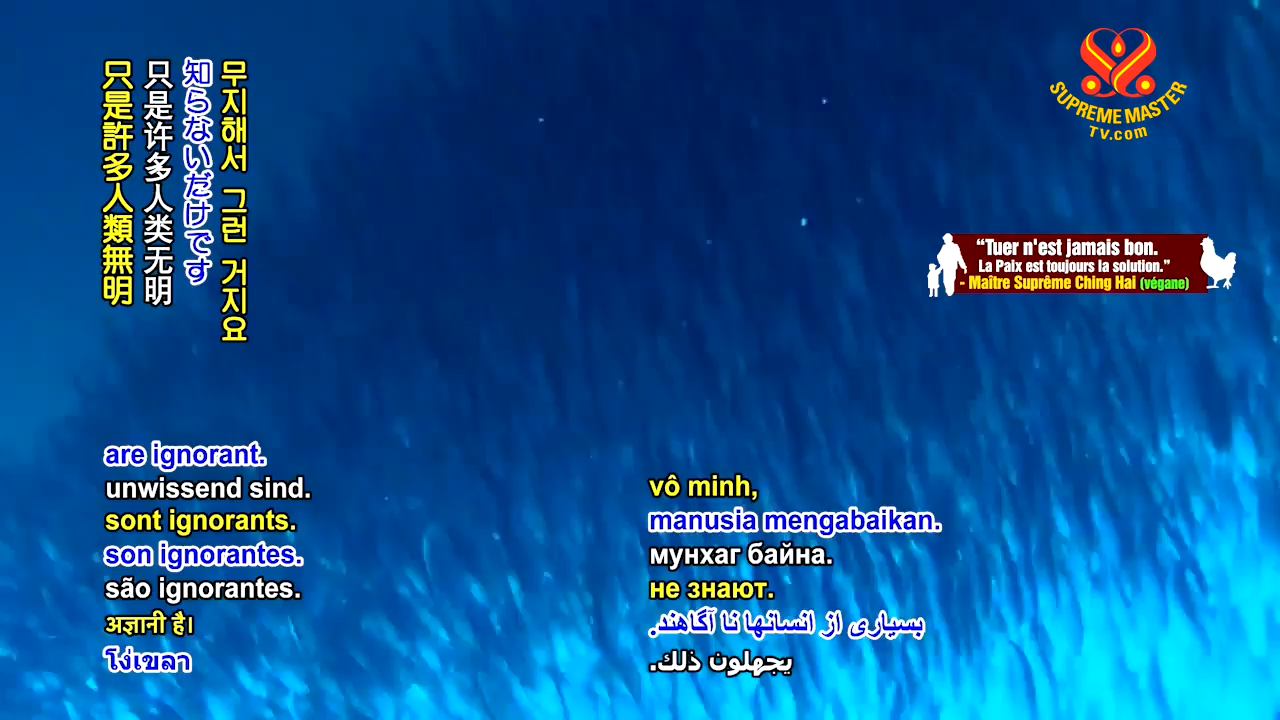 只是許多人類無明
只是许多人类无明
知らないだけです
무지해서 그런 거지요
SUPREME MASTER
TV.com
“Tuer n'est jamais bon.
La Paix est toujours la solution.”
- Maître Suprême Ching Hai (végane)
are ignorant.
unwissend sind.
sont ignorants.
son ignorantes.
são ignorantes.
अज्ञानी है।
โง่เขลา
vô minh,
manusia mengabaikan.
мунхаг байна.
не знают.
بسیاری از انسانها نا آگاهند.
يجهلون ذلك.